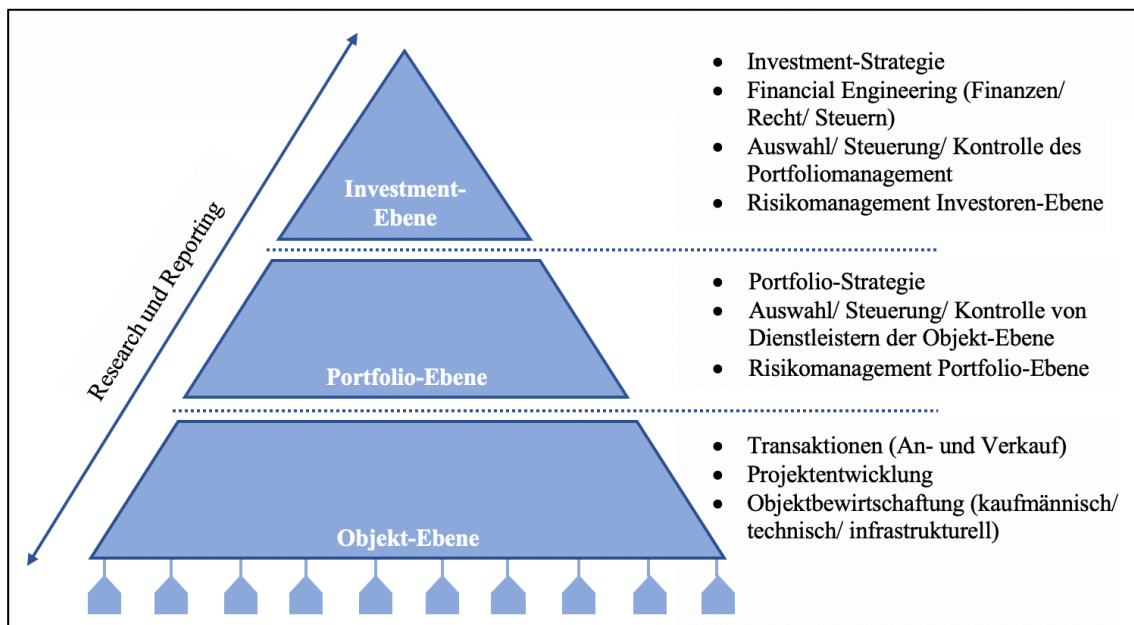 Research und Reporting
Investment-
Ebene
• Investment-Strategie
• Financial Engineering (Finanzen/
Recht/ Steuern)
• Auswahl/ Steuerung/ Kontrolle des
Portfoliomanagement
• Risikomanagement Investoren-Ebene
Portfolio-Ebene
• Portfolio-Strategie
• Auswahl/ Steuerung/ Kontrolle von
Dienstleistern der Objekt-Ebene
• Risikomanagement Portfolio-Ebene
Objekt-Ebene
• Transaktionen (An- und Verkauf)
• Projektentwicklung
• Objektbewirtschaftung (kaufmännisch/
technisch/ infrastrukturell)